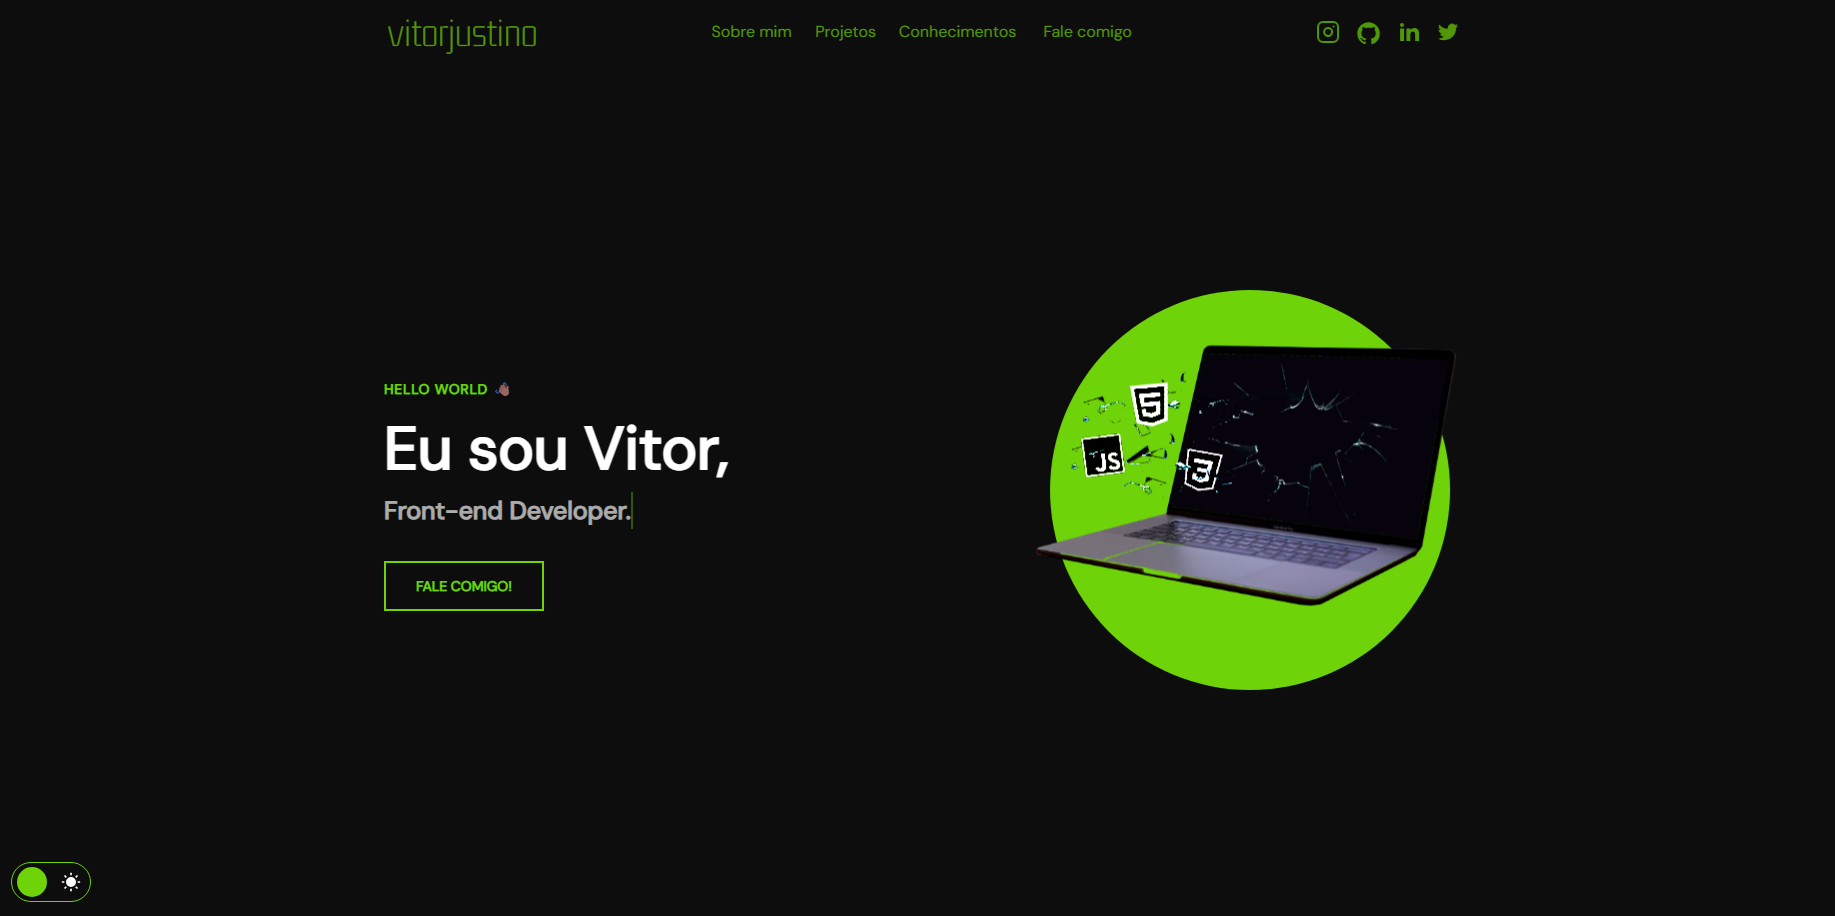 vitorjustino
Sobre mim Projetos Conhecimentos Fale comigo
in
HELLO WORLD
Eu sou Vitor,
Front-end Developer.
FALE COMIGO!
5
JS
3